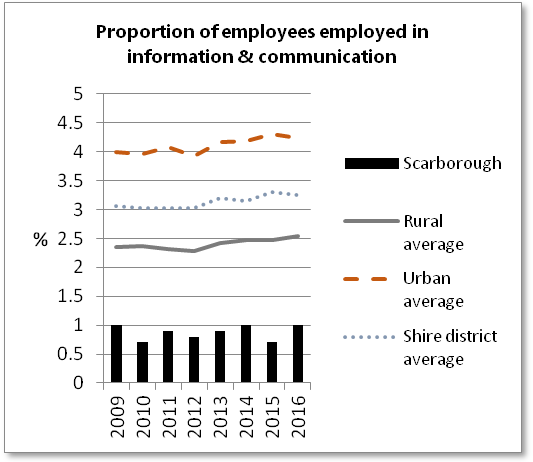 Proportion of employees employed in
information & communication
5
4.5
4
3.5
3
2.5
2
1.5
1
0.5
0
%
2009
2010
2011
2012
2013
2014
2015
2016
Scarborough
Rural
average
Urban
average
Shire district
average